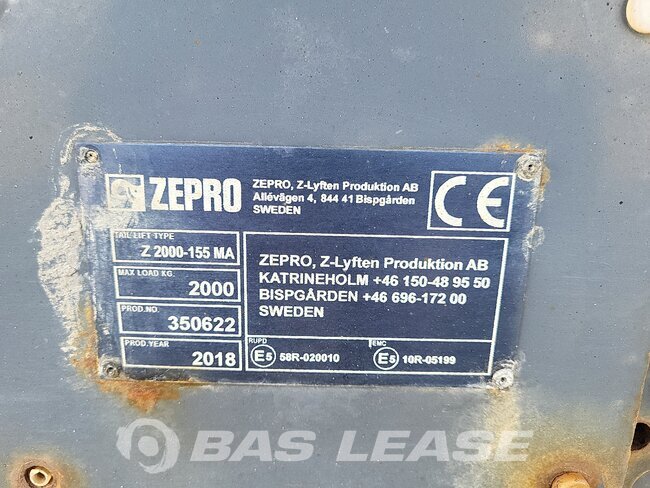 ZEPRO
ZEPRO, Z-Lyften Produktion AB
Allévägen 4, 844 41 Bispgården
SWEDEN
CE
TAIL LIFT TYPE
Z 2000-155 MA
MAX LOAD KG.
2000
PROD.NO.
350622
PROD.YEAR
2018
ZEPRO, Z-Lyften Produktion AB
KATRINEHOLM +46 150-48 95 50
BISPGÅRDEN +46 696-172 00
SWEDEN
RUPD
E5 58R-020010
EMC
E5 10R-05199
BAS LEASE